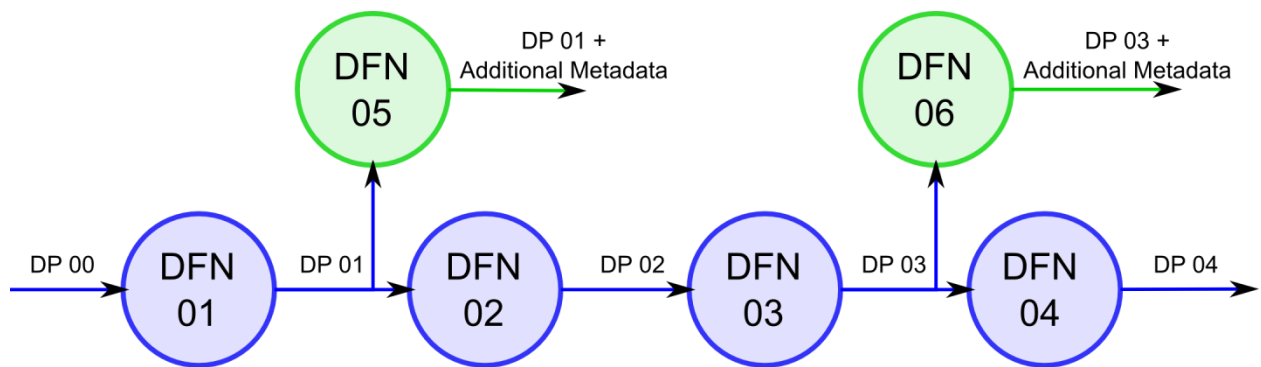 DFN
05
DP 01 +
Additional Metadata
DFN
06
DP 03 +
Additional Metadata
DP 00
DFN
01
DP 01
DFN
02
DP 02
DFN
03
DP 03
DFN
04
DP 04